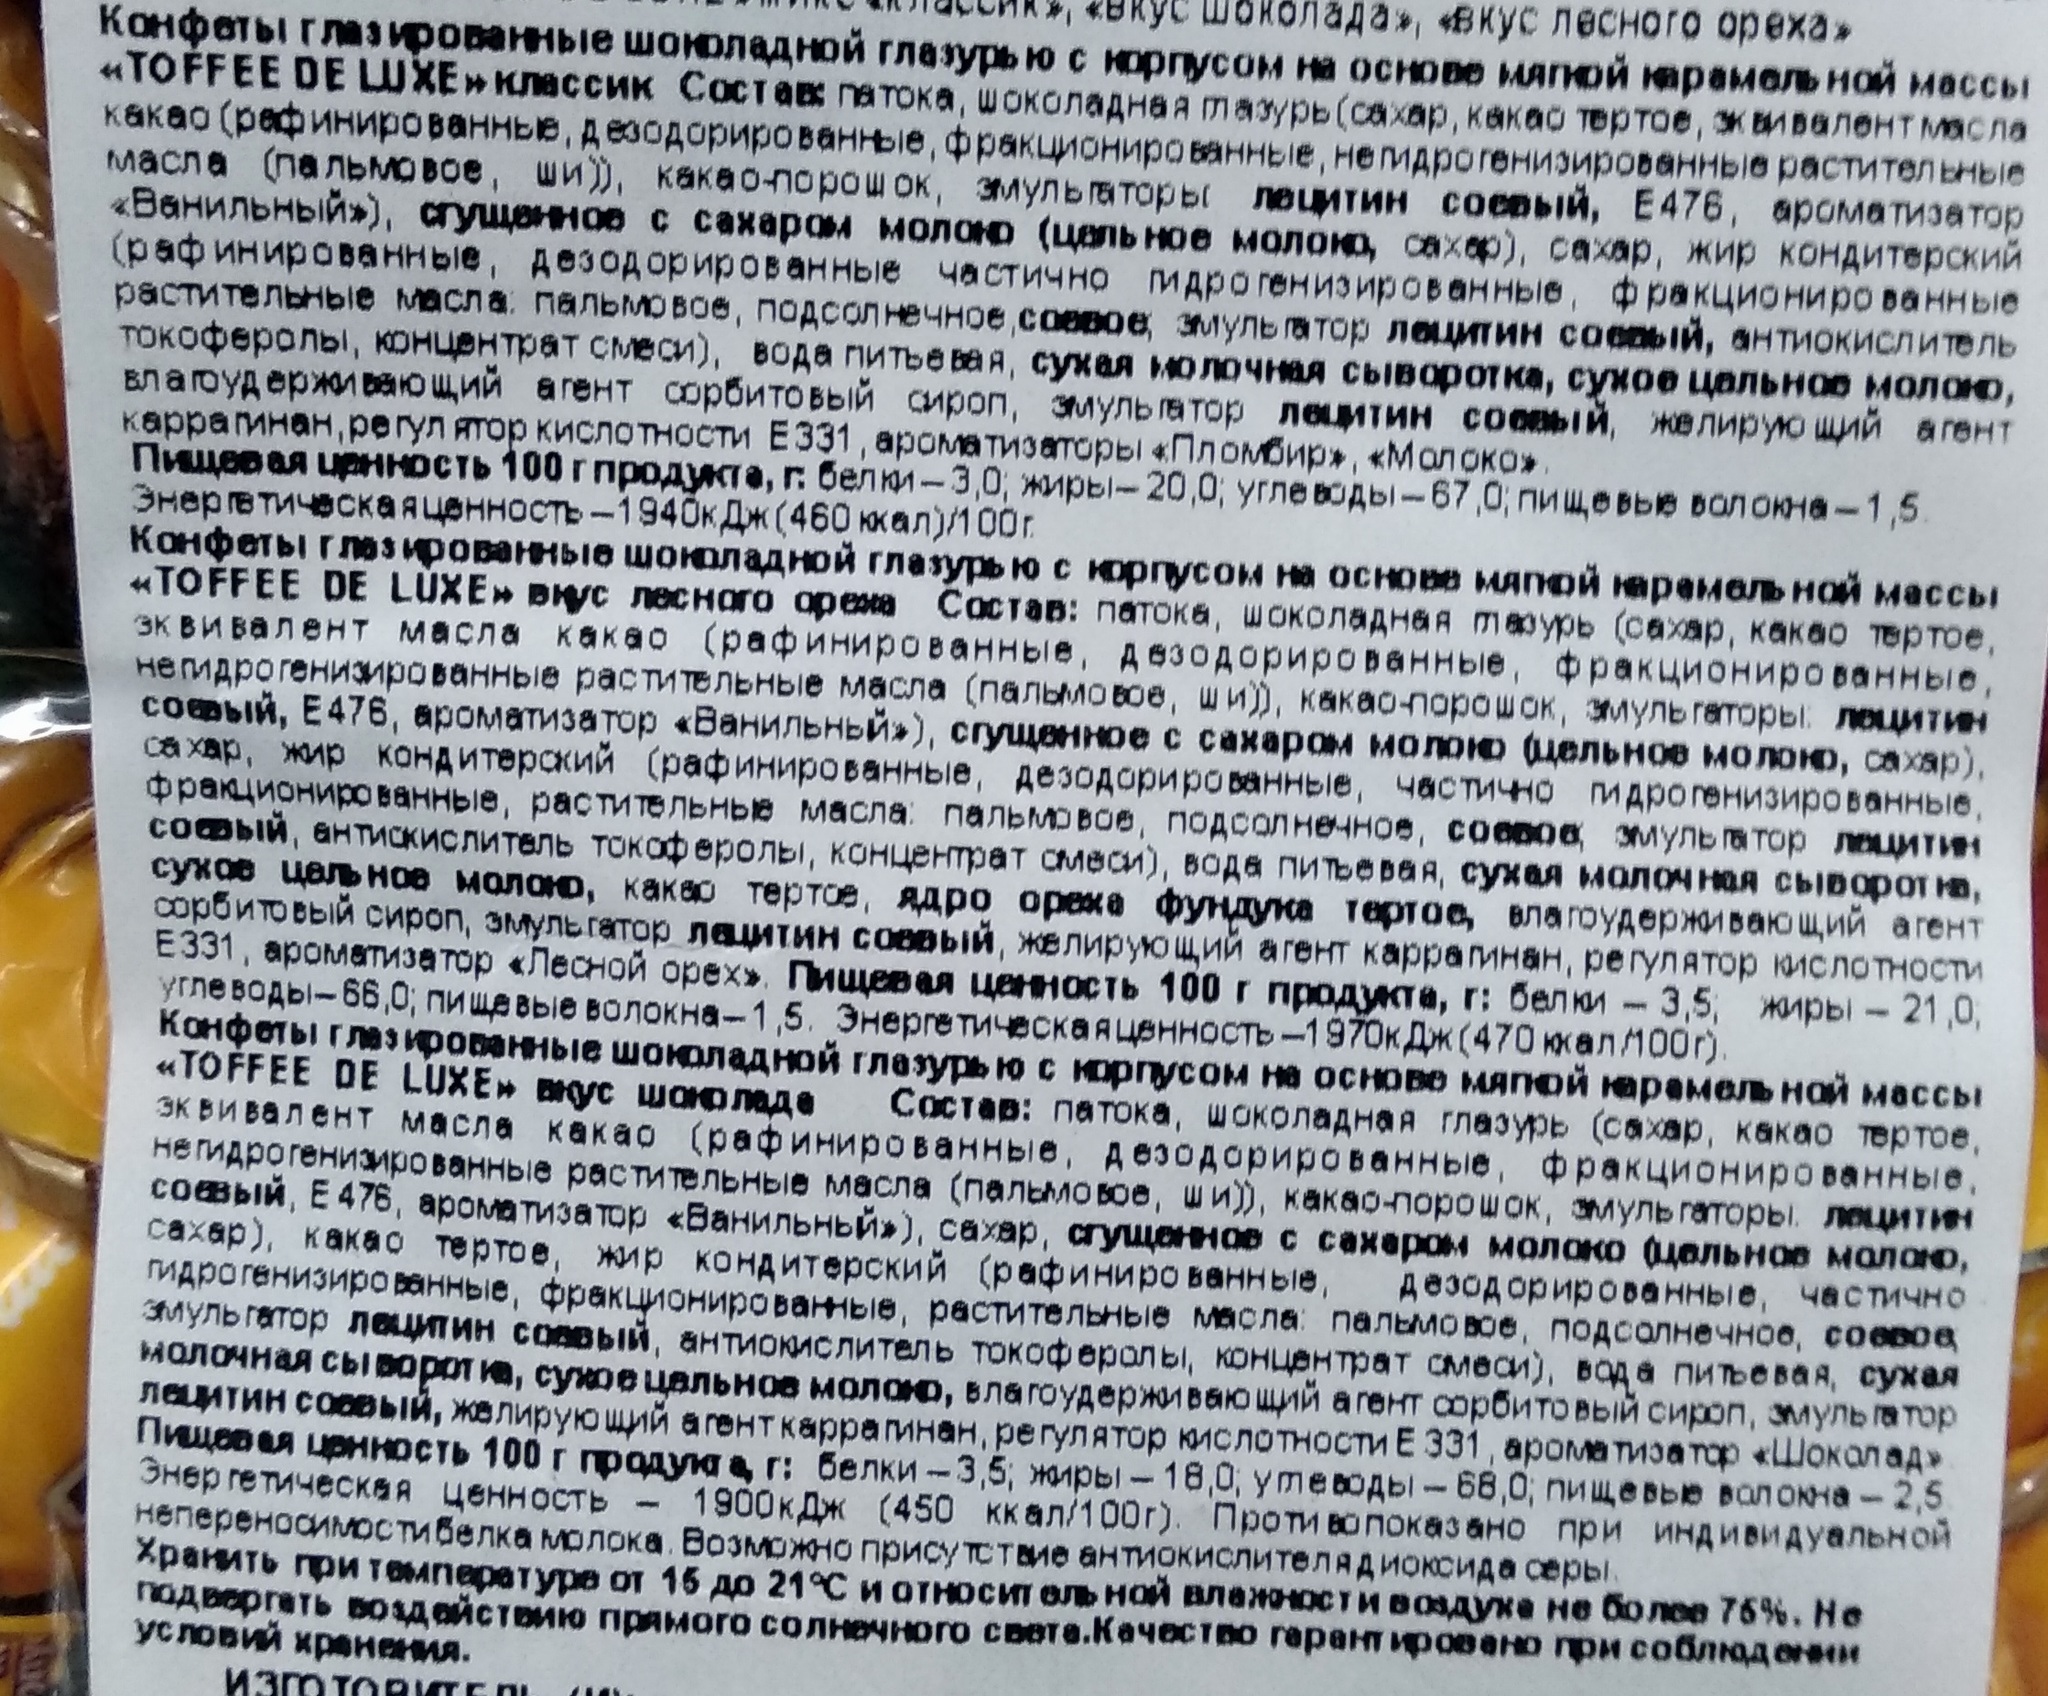 «классик», «вкус шоколада», «вкус лесного ореха»
Конфеты глазированные шоколадной глазурью с корпусом на основе мягкой карамельной массы
«TOFFEE DE LUXE» классик Состав: патока, шоколадная глазурь (сахар, какао тертое, эквивалент масла
какао (рафинированные, дезодорированные, фракционированные, негидрогенизированные растительные
масла (пальмовое, ши)), какао-порошок, эмульгаторы: лецитин соевый, Е476, ароматизатор
«Ванильный»), сгущенное с сахаром молоко (цельное молоко, сахар), сахар, жир кондитерский
(рафинированные, дезодорированные частично гидрогенизированные, фракционированные
растительные масла: пальмовое, подсолнечное, соевое, эмульгатор лецитин соевый, антиокислитель
токоферолы, концентрат смеси), вода питьевая, сухая молочная сыворотка, сухое цельное молоко,
влагоудерживающий агент сорбитовый сироп, эмульгатор лецитин соевый, желирующий агент
каррагинан, регулятор кислотности Е331, ароматизаторы «Пломбир», «Молоко».
Пищевая ценность 100 г продукта, г: белки – 3,0; жиры – 20,0; углеводы – 67,0; пищевые волокна – 1,5.
Энергетическая ценность – 1940кДж (460 ккал)/100г.
Конфеты глазированные шоколадной глазурью с корпусом на основе мягкой карамельной массы
«TOFFEE DE LUXE» вкус лесного ореха Состав: патока, шоколадная глазурь (сахар, какао тертое,
эквивалент масла какао (рафинированные, дезодорированные, фракционированные,
негидрогенизированные растительные масла (пальмовое, ши)), какао-порошок, эмульгаторы: лецитин
соевый, Е476, ароматизатор «Ванильный»), сгущенное с сахаром молоко (цельное молоко, сахар),
сахар, жир кондитерский (рафинированные, дезодорированные, частично гидрогенизированные,
фракционированные, растительные масла: пальмовое, подсолнечное, соевое, эмульгатор лецитин
соевый, антиокислитель токоферолы, концентрат смеси), вода питьевая, сухая молочная сыворотка,
сухое цельное молоко, какао тертое, ядро ореха фундука тертое, влагоудерживающий агент
сорбитовый сироп, эмульгатор лецитин соевый, желирующий агент каррагинан, регулятор кислотности
Е331, ароматизатор «Лесной орех». Пищевая ценность 100 г продукта, г: белки – 3,5; жиры – 21,0;
углеводы – 66,0; пищевые волокна – 1,5. Энергетическая ценность – 1970кДж (470 ккал/100г).
Конфеты глазированные шоколадной глазурью с корпусом на основе мягкой карамельной массы
«TOFFEE DE LUXE» вкус шоколада Состав: патока, шоколадная глазурь (сахар, какао тертое,
эквивалент масла какао (рафинированные, дезодорированные, фракционированные,
негидрогенизированные растительные масла (пальмовое, ши)), какао-порошок, эмульгаторы: лецитин
соевый, Е476, ароматизатор «Ванильный»), сахар, сгущенное с сахаром молоко (цельное молоко,
сахар), какао тертое, жир кондитерский (рафинированные, дезодорированные, частично
гидрогенизированные, фракционированные, растительные масла: пальмовое, подсолнечное, соевое,
эмульгатор лецитин соевый, антиокислитель токоферолы, концентрат смеси), вода питьевая, сухая
молочная сыворотка, сухое цельное молоко, влагоудерживающий агент сорбитовый сироп, эмульгатор
лецитин соевый, желирующий агент каррагинан, регулятор кислотности Е331, ароматизатор «Шоколад»
Пищевая ценность 100 г продукта, г: белки – 3,5; жиры – 18,0; углеводы – 68,0; пищевые волокна – 2,5
Энергетическая ценность – 1900кДж (450 ккал/100г). Противопоказано при индивидуальной
непереносимости белка молока. Возможно присутствие антиокислителя диоксида серы.
Хранить при температуре от 15 до 21°С и относительной влажности воздуха не более 75%. Не
подвергать воздействию прямого солнечного света. Качество гарантировано при соблюдении
условий хранения.
ИЗГОТОВИТЕЛЬ